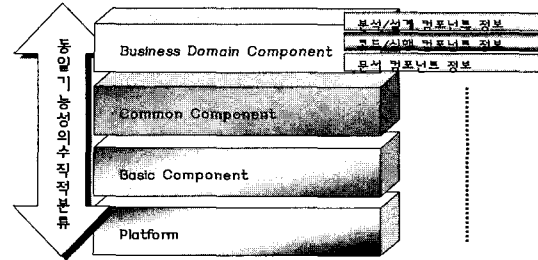 동일기능성의수직적분류
Business Domain Component
분석/설계 컴포넌트 정보
코드/실행 컴포넌트 정보
문서 컴포넌트 정보
Common Component
Basic Component
Platform